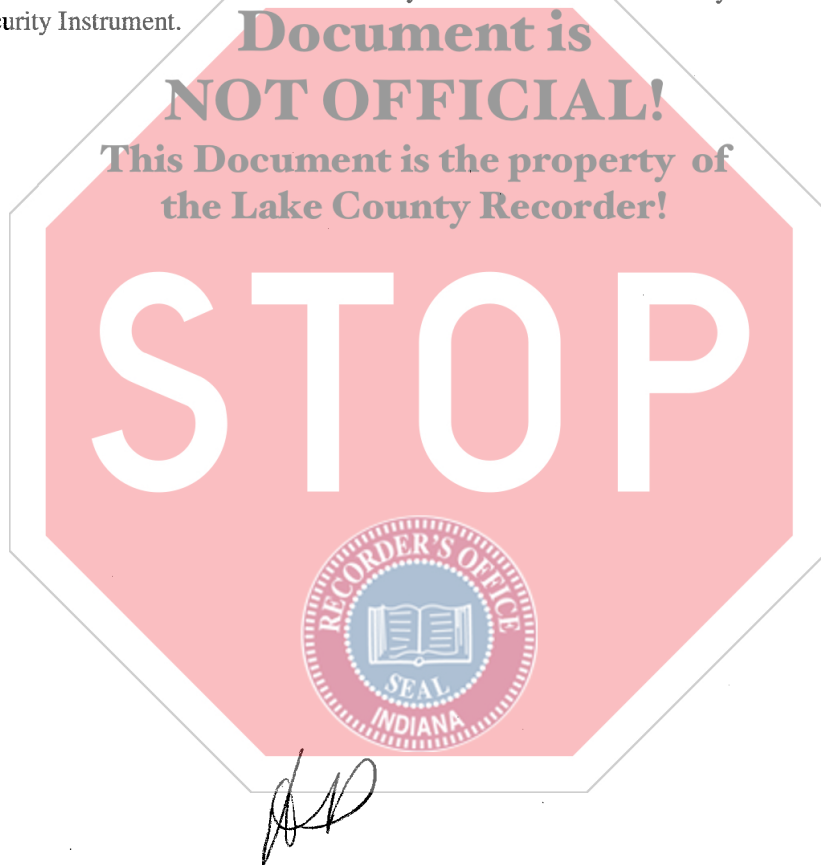 urity Instrument.
Document is
NOT OFFICIAL!
This Document is the property of
the Lake County Recorder!
STOP
RECORDER'S OFFICE
SEAL
INDIANA